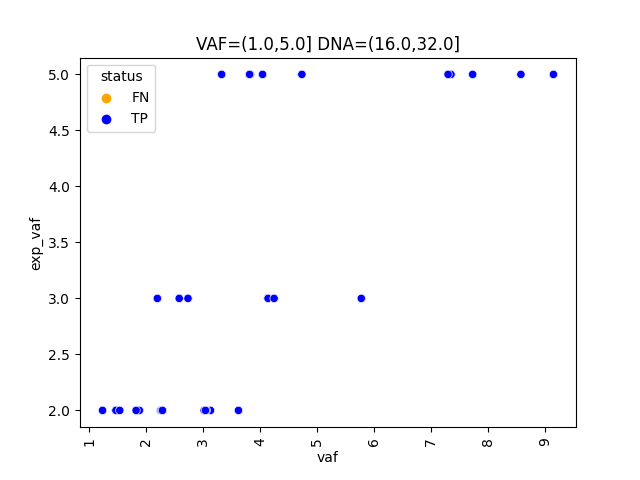 VAF=(1.0,5.0] DNA=(16.0,32.0]
status
FN
TP
exp_vaf
5.0
4.5
4.0
3.5
3.0
2.5
2.0
1 2 3 4 5 6 7 8 9
vaf